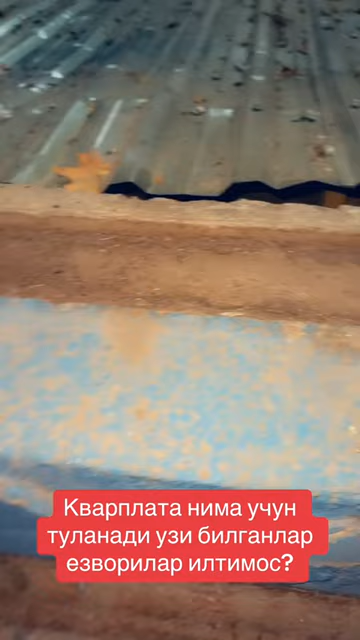 Кварплата нима учун
туланади узи билганлар
езворилар илтимос?